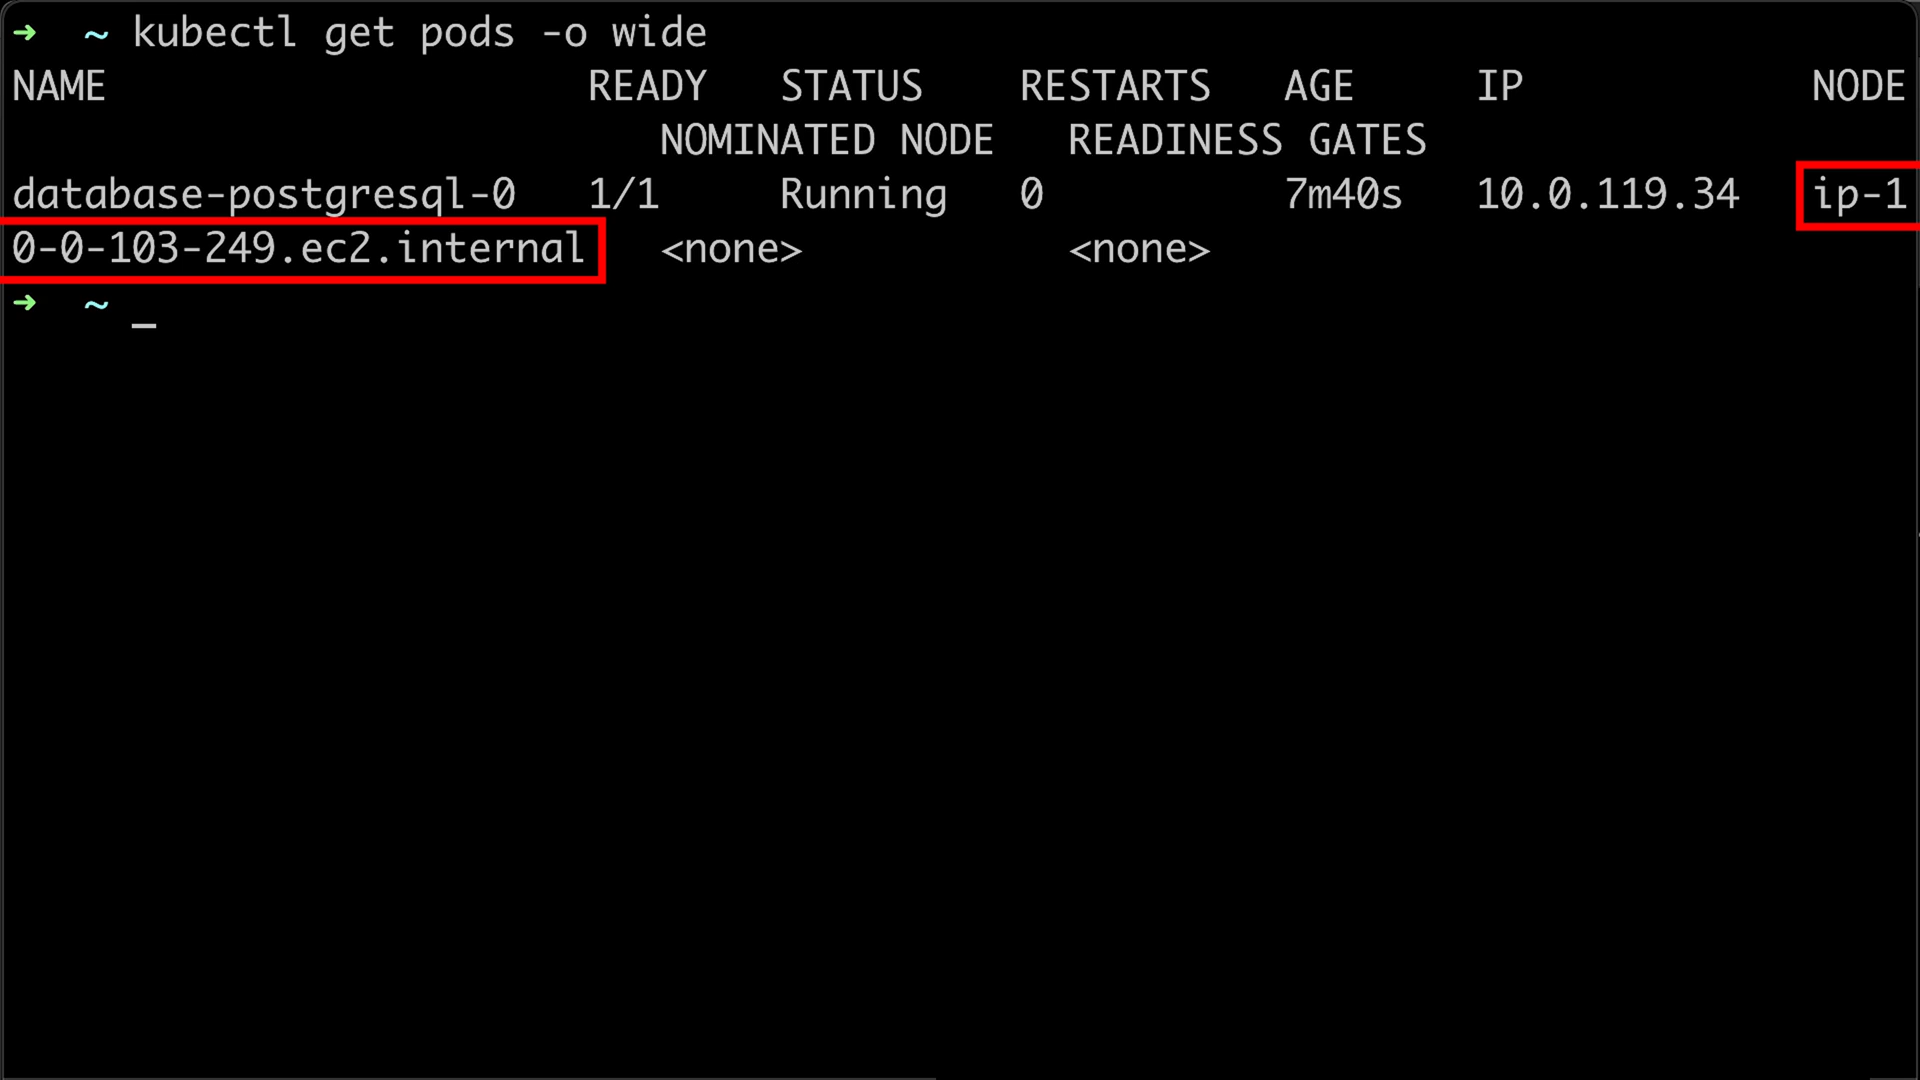 ➜ ~ kubectl get pods -o wide
NAME READY STATUS RESTARTS AGE IP NODE
NOMINATED NODE READINESS GATES
database-postgresql-0 1/1 Running 0 7m40s 10.0.119.34 ip-1
0-0-103-249.ec2.internal <none> <none>
➜ ~ _